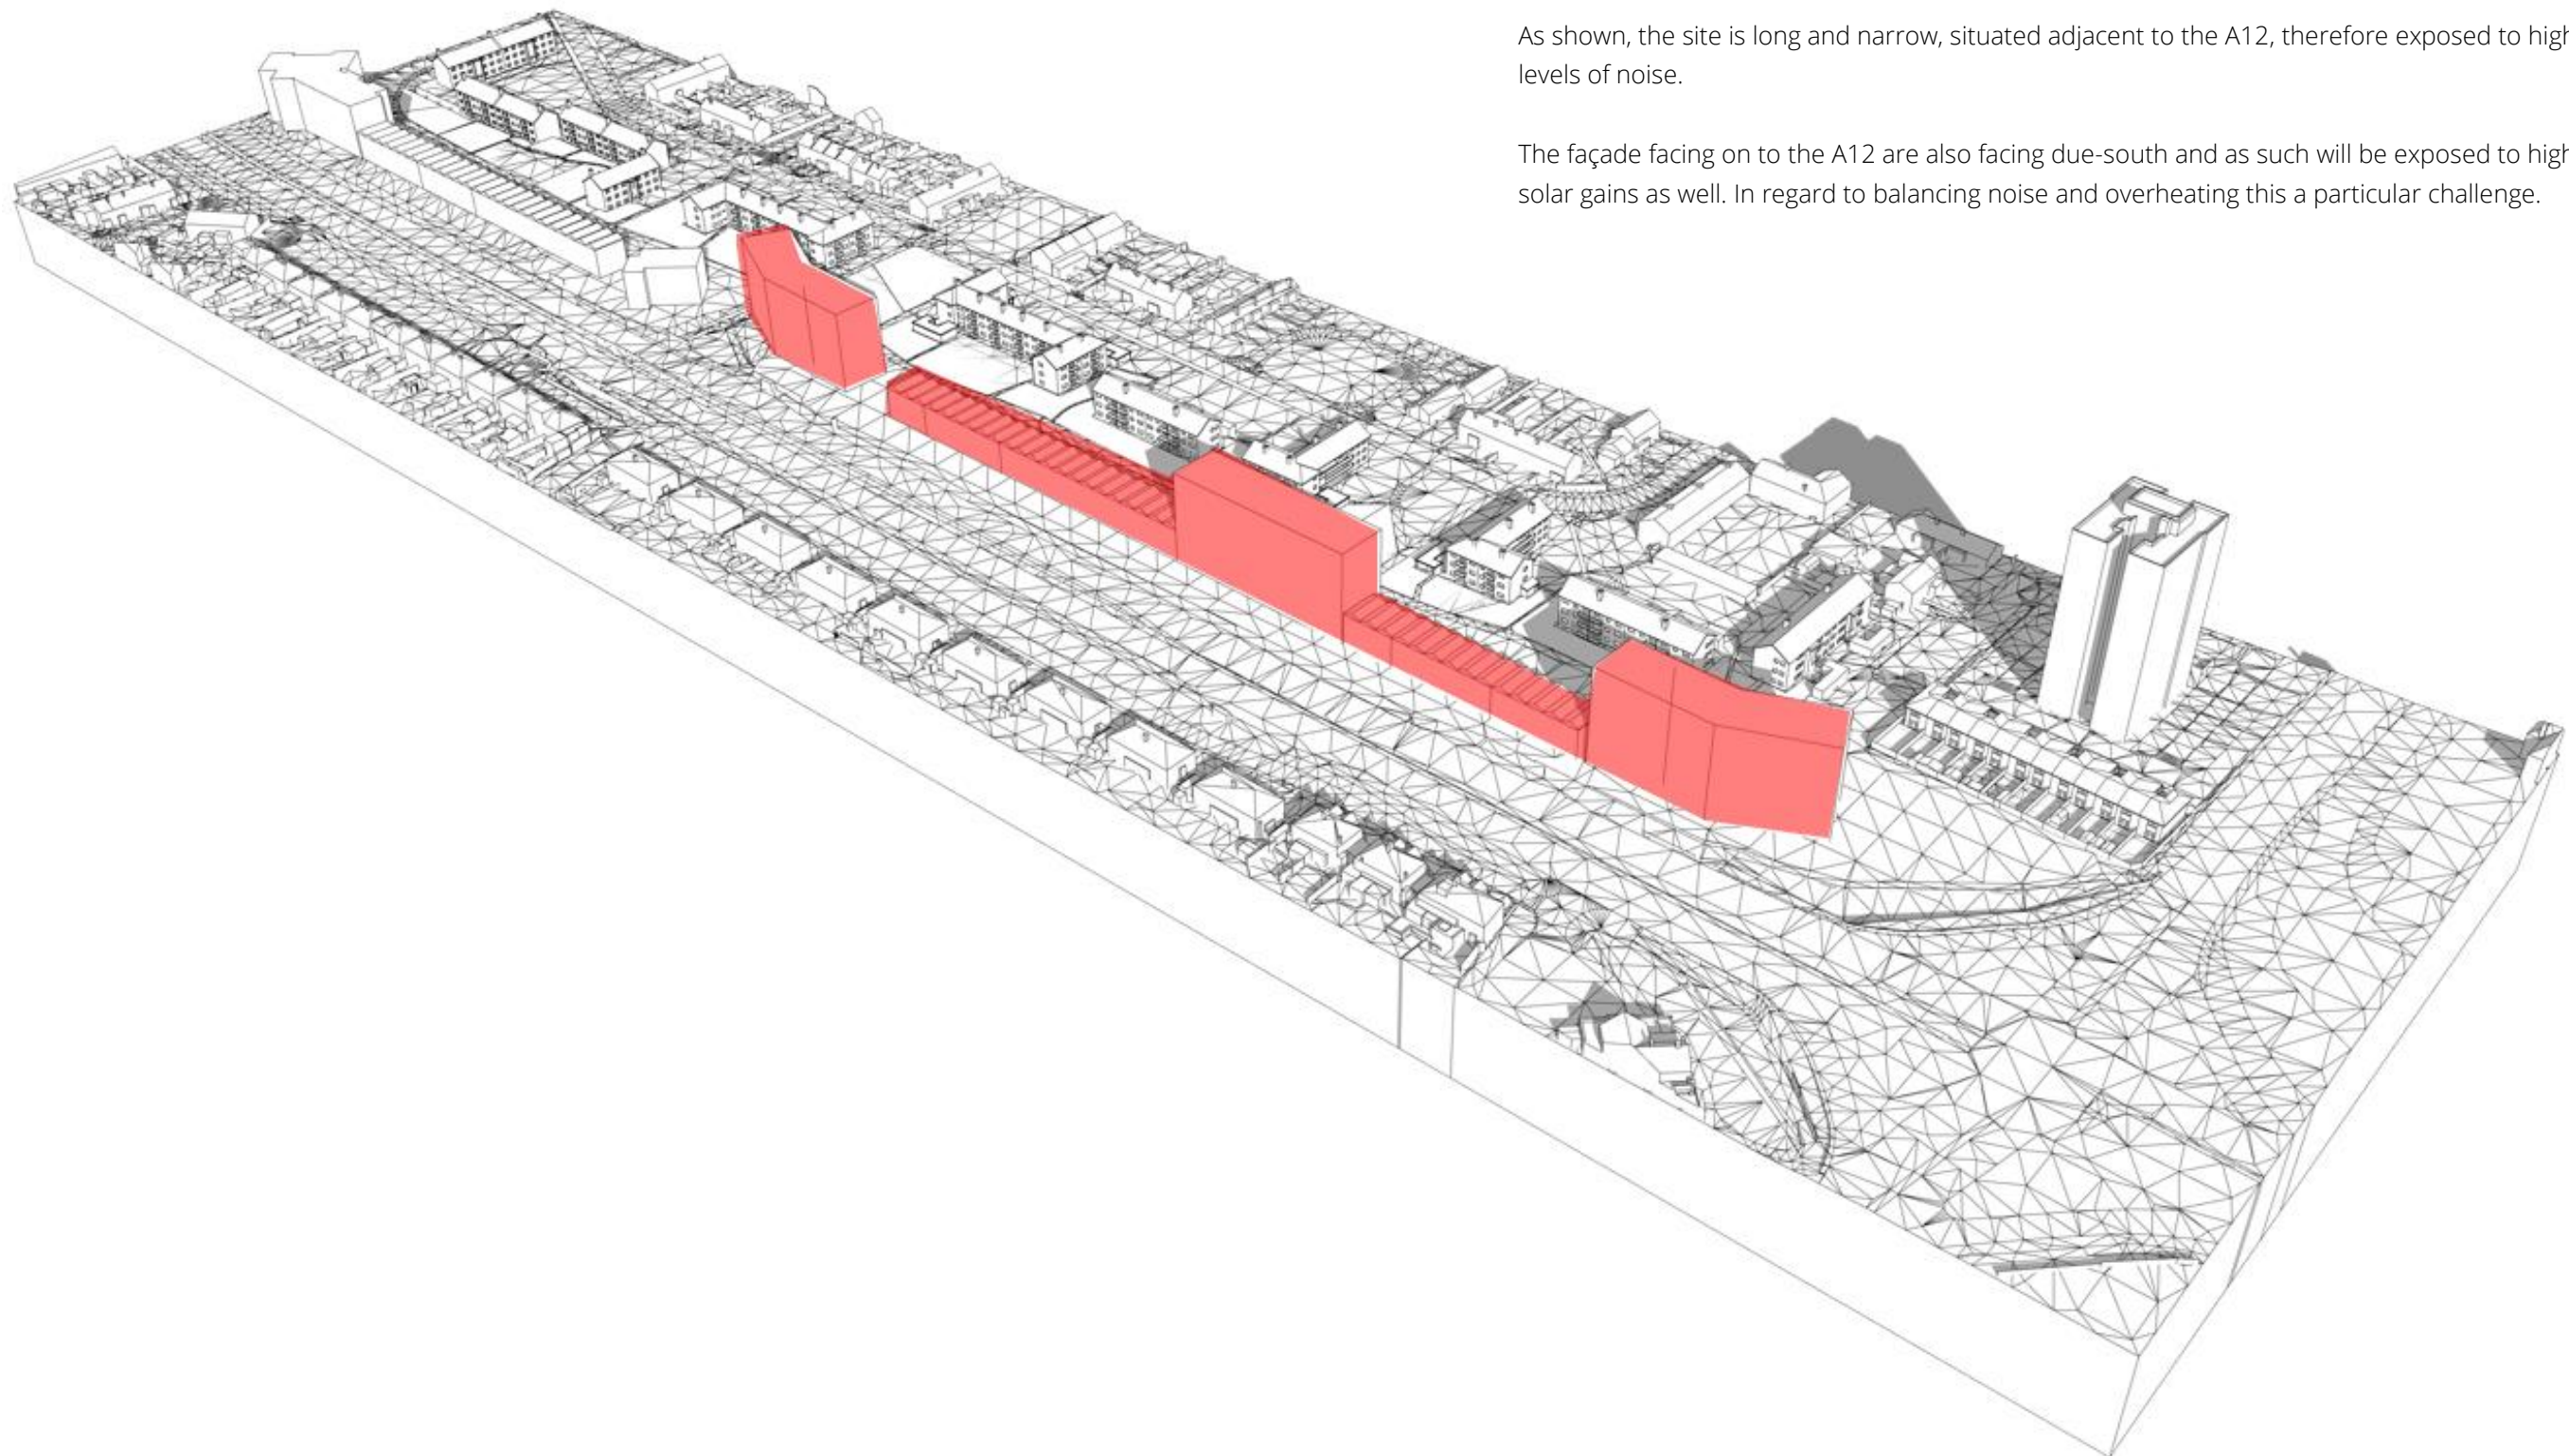 As shown, the site is long and narrow, situated adjacent to the A12, therefore exposed to high
levels of noise.
The façade facing on to the A12 are also facing due-south and as such will be exposed to high
solar gains as well. In regard to balancing noise and overheating this a particular challenge.